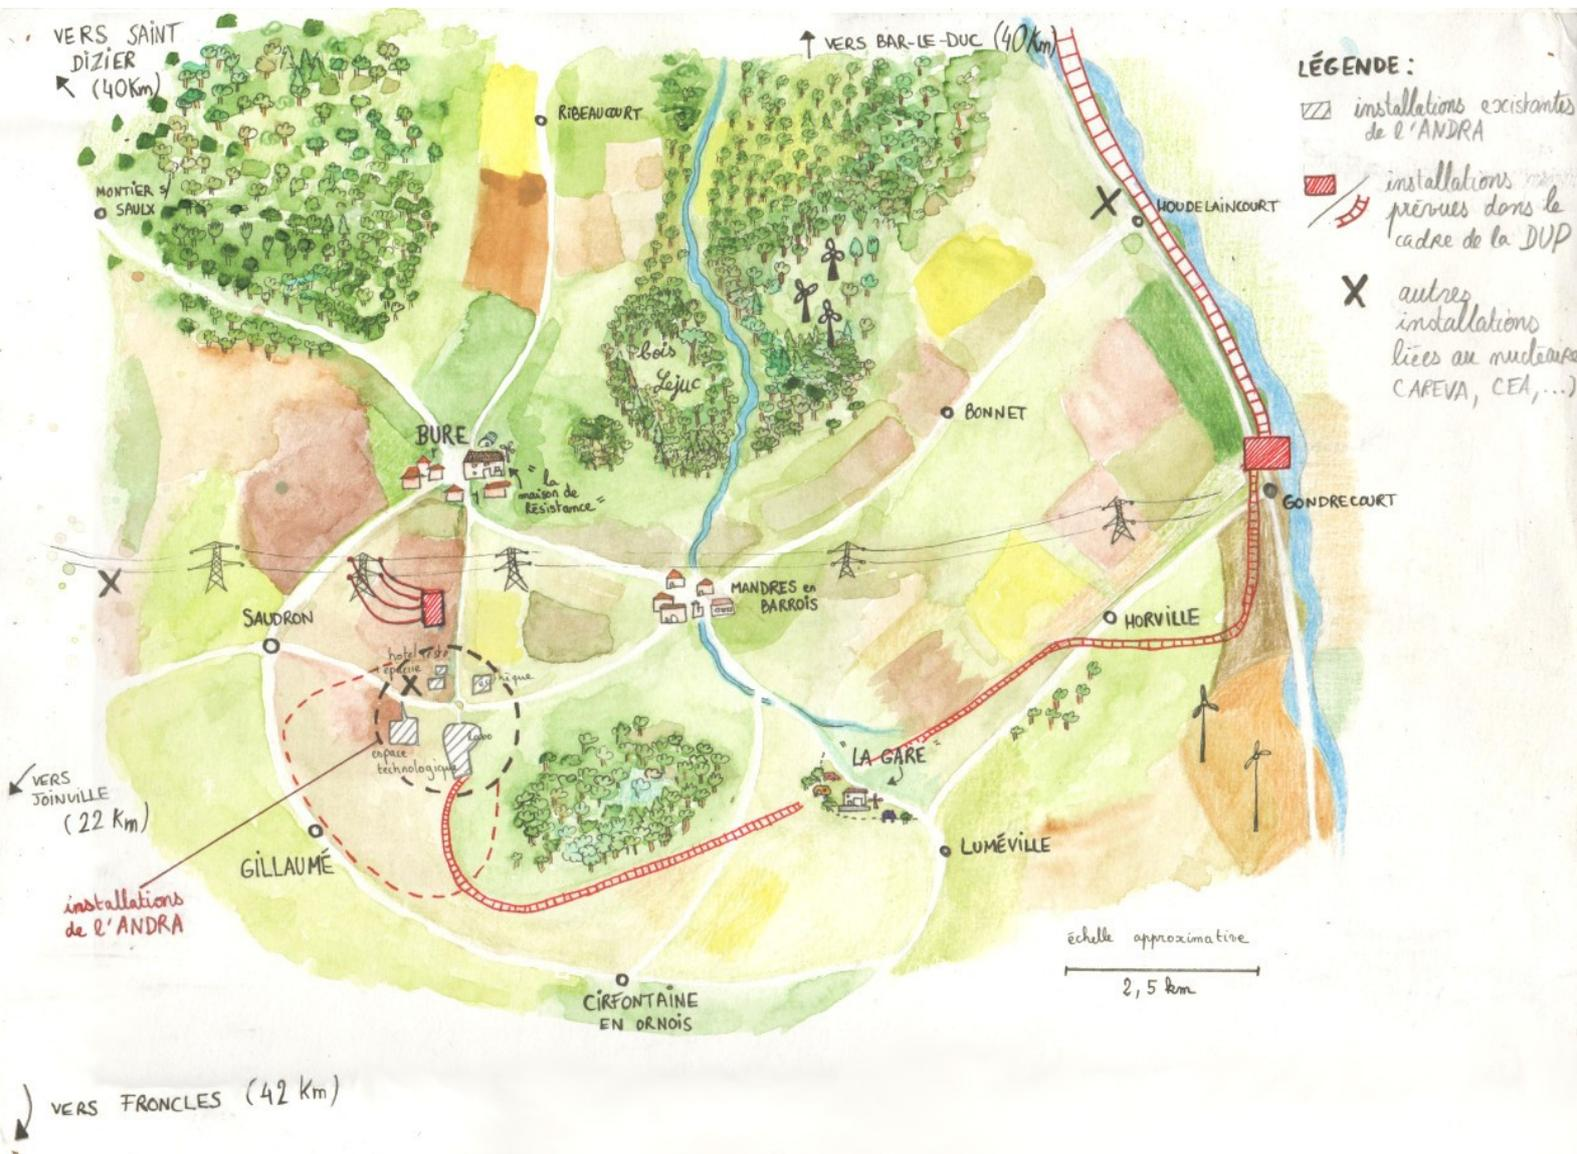 VERS SAINT
DIZIER
(40Km)
VERS BAR-LE-DUC (40Km)
LÉGENDE :
installations existantes
de l'ANDRA
installations
prévues dans le
cadre de la DUP
autres
installations
liées au nucléaire
(AREVA, CEA,...)
RIBEAUCOURT
MONTIER s/
SAULX
HOUDELAINCOURT
bois
Lejuc
BONNET
BURE
"la
maison de
Résistance"
GONDRECOURT
MANDRES en
BARROIS
SAUDRON
HORVILLE
hotel
Labo
espace
technologique
"LA GARE"
VERS
JOINVILLE
(22 Km)
GILLAUMÉ
LUMÉVILLE
installations
de l'ANDRA
échelle approximative
2,5 km
CIRFONTAINE
EN ORNOIS
VERS FRONCLES (42 Km)